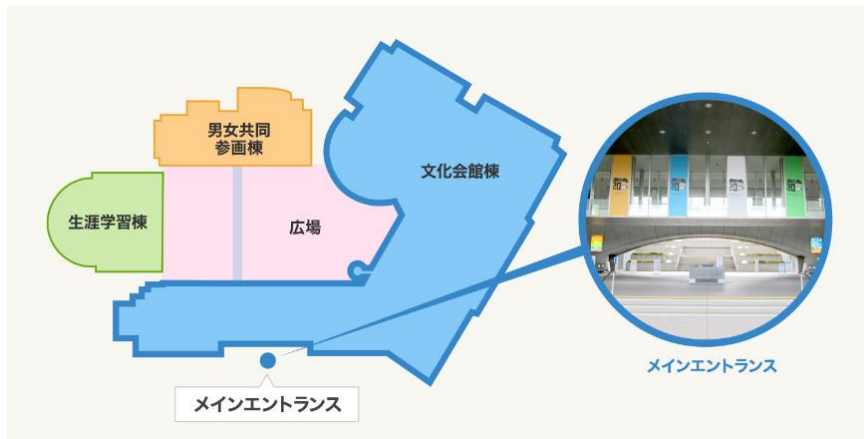 男女共同
参画棟
文化会館棟
生涯学習棟
広場
メインエントランス
メインエントランス